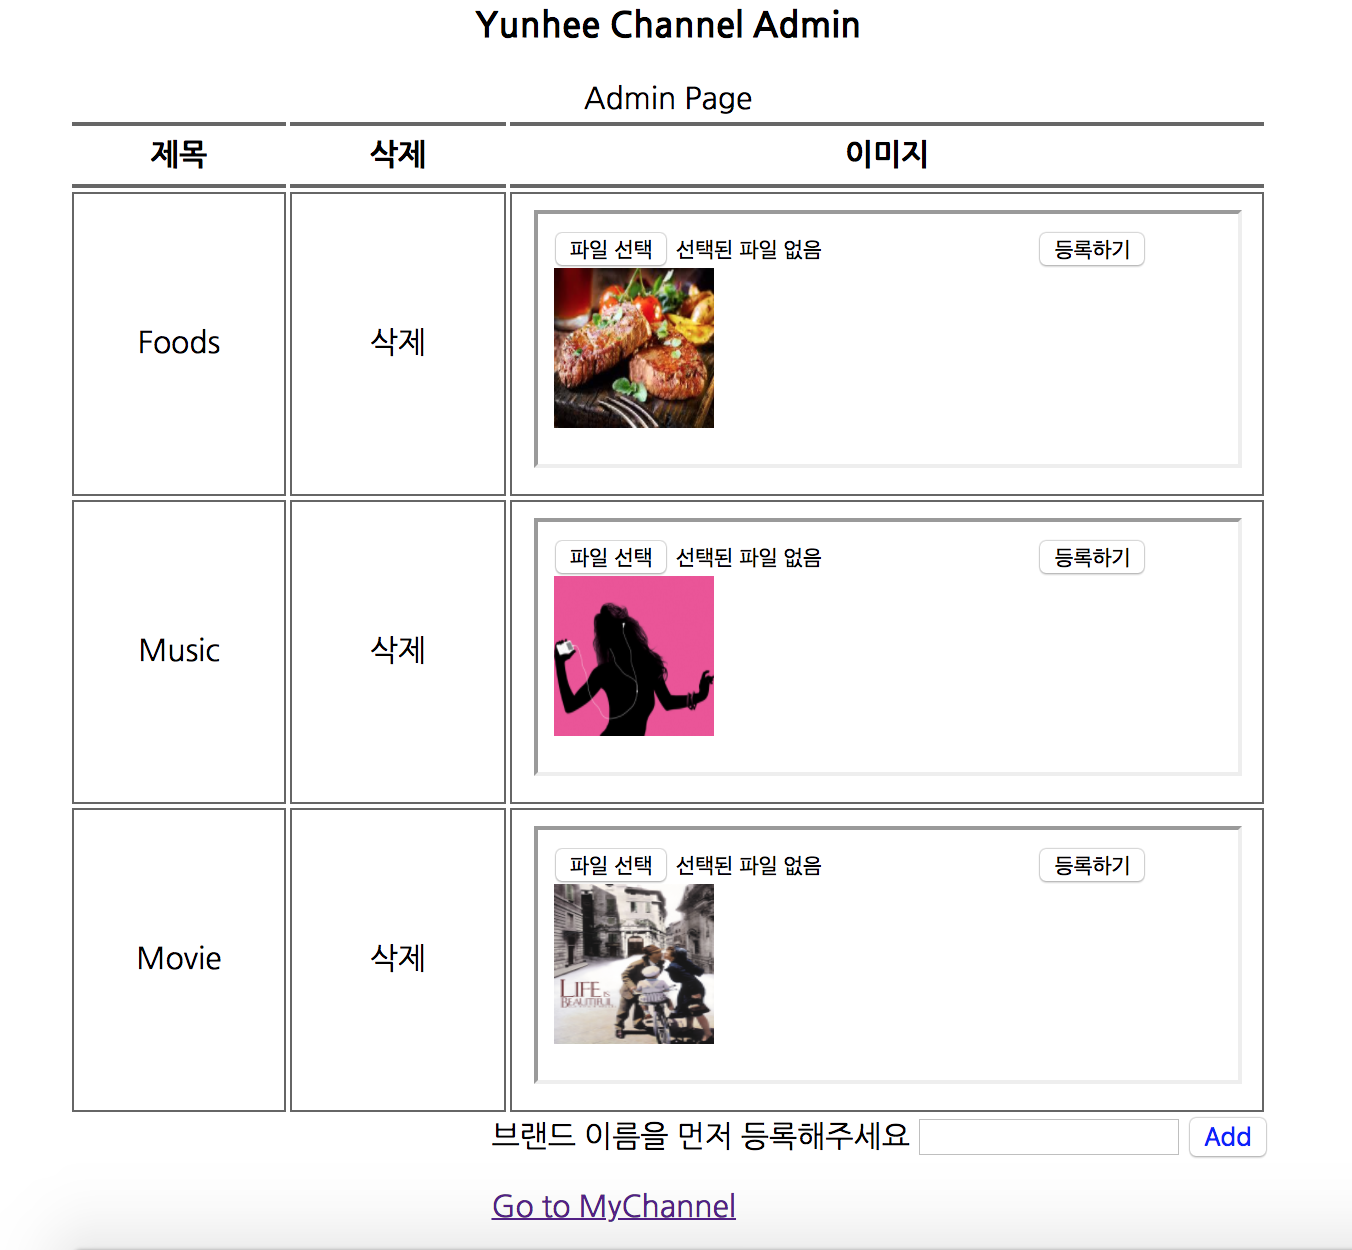 Yunhee Channel Admin
Admin Page
제목 삭제 이미지
파일 선택 선택된 파일 없음 등록하기
Foods 삭제
파일 선택 선택된 파일 없음 등록하기
Music 삭제
파일 선택 선택된 파일 없음 등록하기
Movie 삭제
LIFE IS
BEAUTIFUL
브랜드 이름을 먼저 등록해주세요 Add
Go to MyChannel